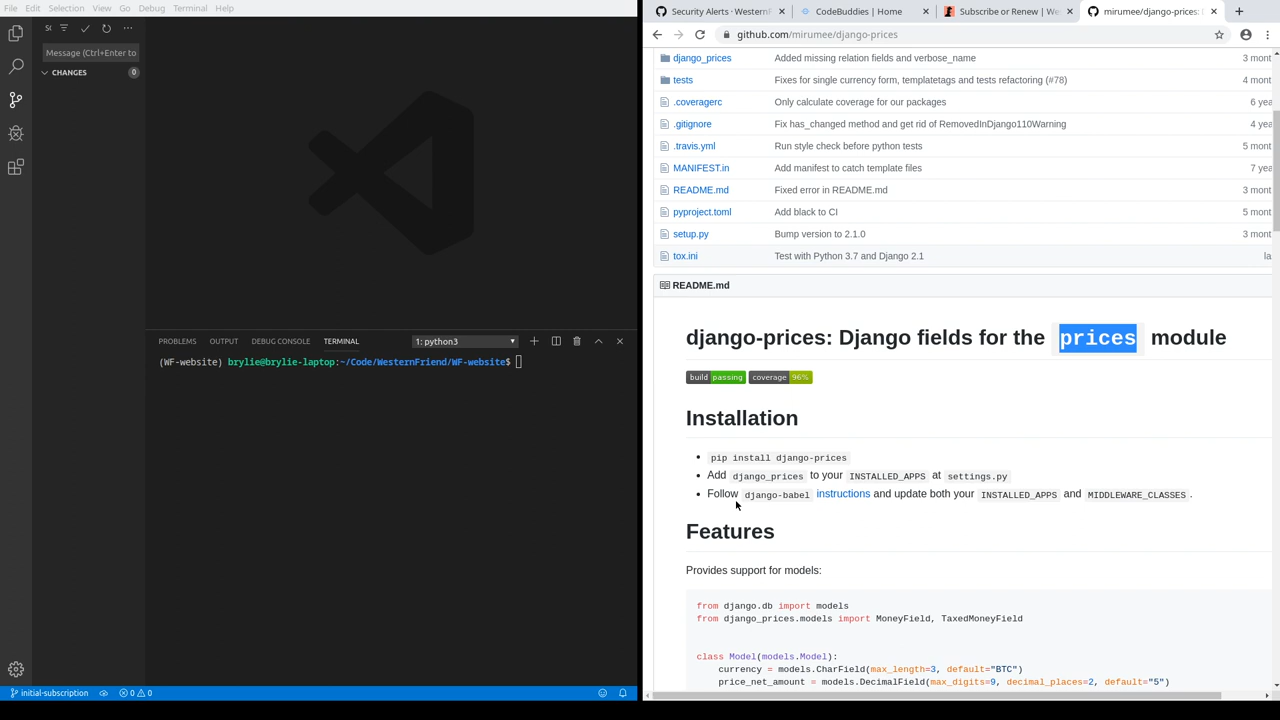 File Edit Selection View Go Debug Terminal Help
Message (Ctrl+Enter to
CHANGES 0
PROBLEMS OUTPUT DEBUG CONSOLE TERMINAL 1: python3
(WF-website) brylie@brylie-laptop:~/Code/WesternFriend/WF-website$
initial-subscription 0 0
Security Alerts · WesternF CodeBuddies | Home Subscribe or Renew | We mirumee/django-prices:
github.com/mirumee/django-prices
django_prices Added missing relation fields and verbose_name 3 mont
tests Fixes for single currency form, templatetags and tests refactoring (#78) 4 mont
.coveragerc Only calculate coverage for our packages 6 yea
.gitignore Fix has_changed method and get rid of RemovedInDjango110Warning 4 yea
.travis.yml Run style check before python tests 5 mont
MANIFEST.in Add manifest to catch template files 7 yea
README.md Fixed error in README.md 3 mont
pyproject.toml Add black to CI 5 mont
setup.py Bump version to 2.1.0 3 mont
tox.ini Test with Python 3.7 and Django 2.1 la
README.md
django-prices: Django fields for the prices module
build passing coverage 96%
Installation
• pip install django-prices
• Add django_prices to your INSTALLED_APPS at settings.py
• Follow django-babel instructions and update both your INSTALLED_APPS and MIDDLEWARE_CLASSES.
Features
Provides support for models:
from django.db import models
from django_prices.models import MoneyField, TaxedMoneyField
class Model(models.Model):
currency = models.CharField(max_length=3, default="BTC")
price_net_amount = models.DecimalField(max_digits=9, decimal_places=2, default="5")